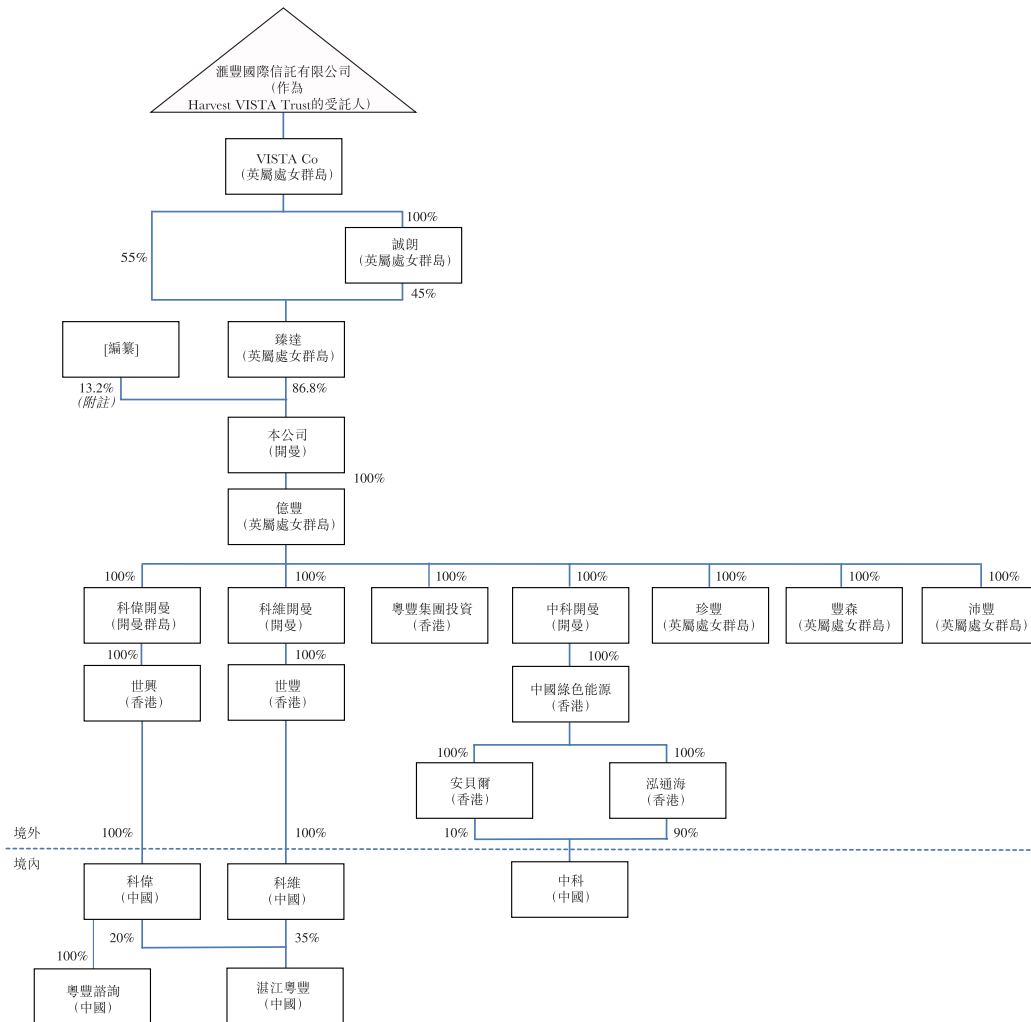 滙豐國際信託有限公司
（作為
Harvest VISTA Trust的受託人）
VISTA Co
（英屬處女群島）
100%
誠朗
（英屬處女群島）
55%
45%
[編纂]
臻達
（英屬處女群島）
13.2%
（附註）
86.8%
本公司
（開曼）
100%
億豐
（英屬處女群島）
100%
100%
100%
100%
100%
100%
100%
科偉開曼
（開曼群島）
科維開曼
（開曼）
粵豐集團投資
（香港）
中科開曼
（開曼）
珍豐
（英屬處女群島）
豐森
（英屬處女群島）
沛豐
（英屬處女群島）
100%
100%
100%
世興
（香港）
世豐
（香港）
中國綠色能源
（香港）
100%
100%
安貝爾
（香港）
泓通海
（香港）
境外
100%
100%
10%
90%
境內
科偉
（中國）
科維
（中國）
中科
（中國）
20%
35%
100%
粵豐諮詢
（中國）
湛江粵豐
（中國）